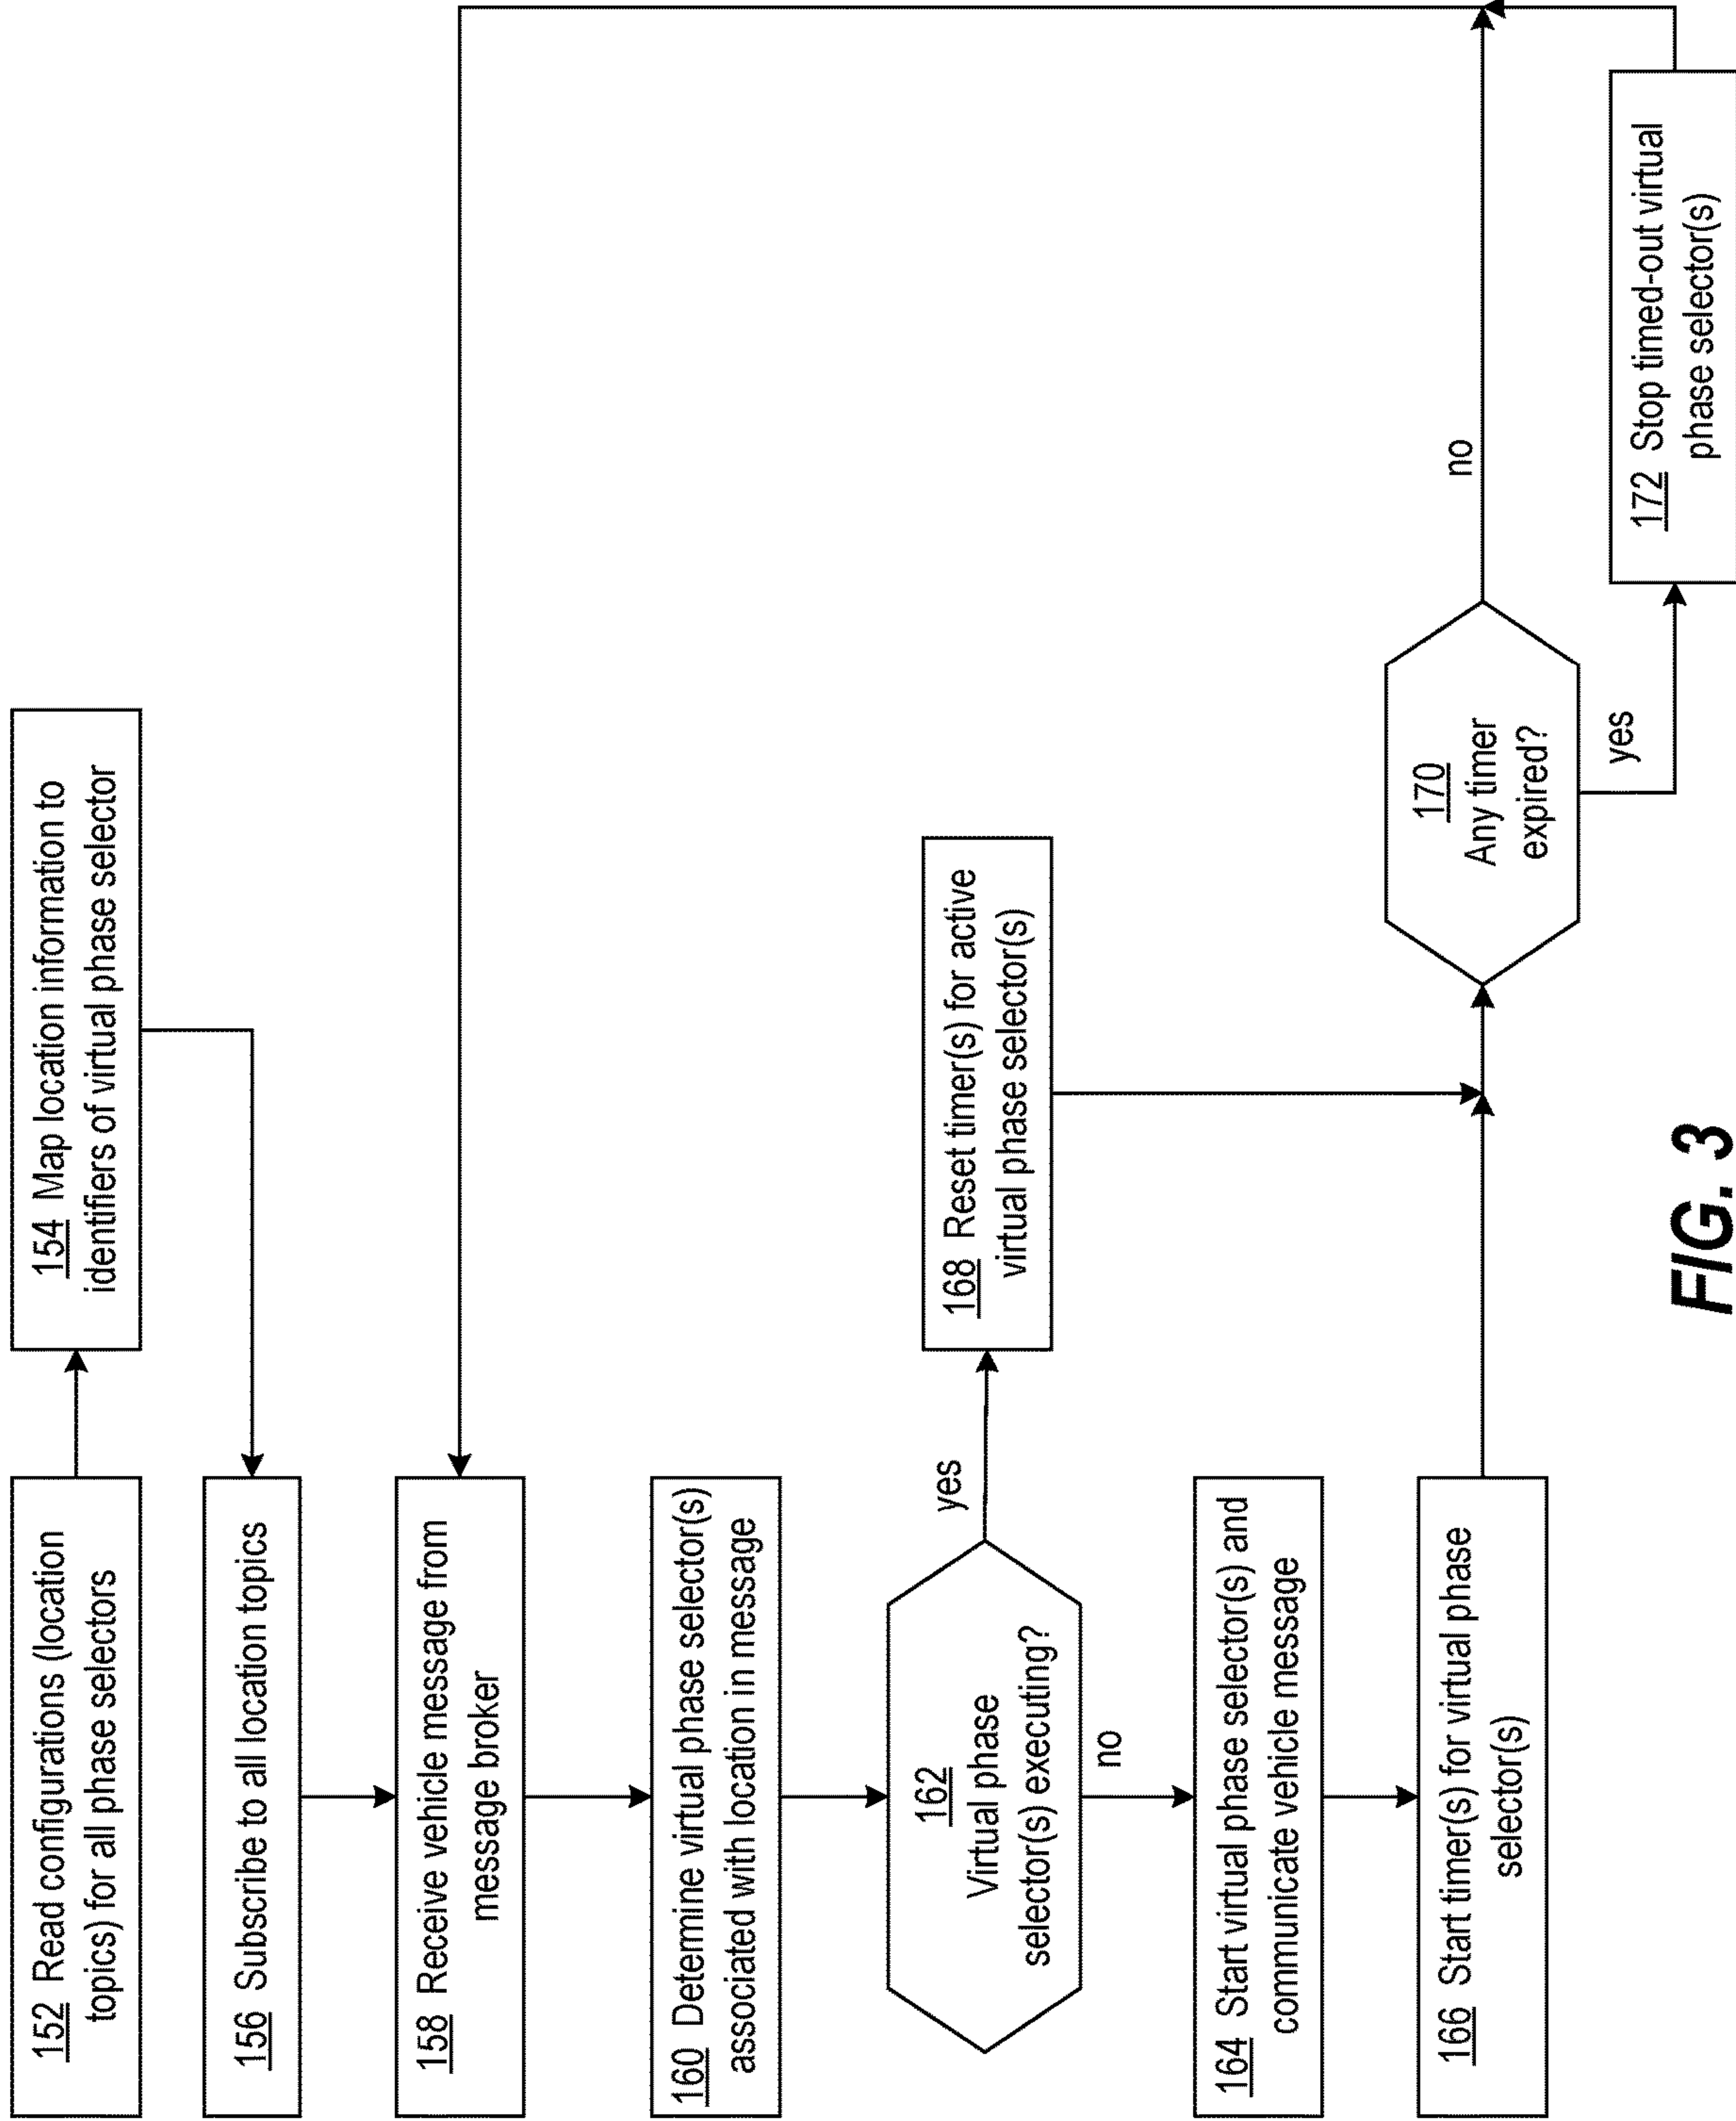 152 Read configurations (location
topics) for all phase selectors
154 Map location information to
identifiers of virtual phase selector
156 Subscribe to all location topics
158 Receive vehicle message from
message broker
160 Determine virtual phase selector(s)
associated with location in message
162
Virtual phase
selector(s) executing?
yes
no
168 Reset timer(s) for active
virtual phase selector(s)
164 Start virtual phase selector(s) and
communicate vehicle message
166 Start timer(s) for virtual phase
selector(s)
170
Any timer
expired?
no
yes
172 Stop timed-out virtual
phase selector(s)
FIG. 3